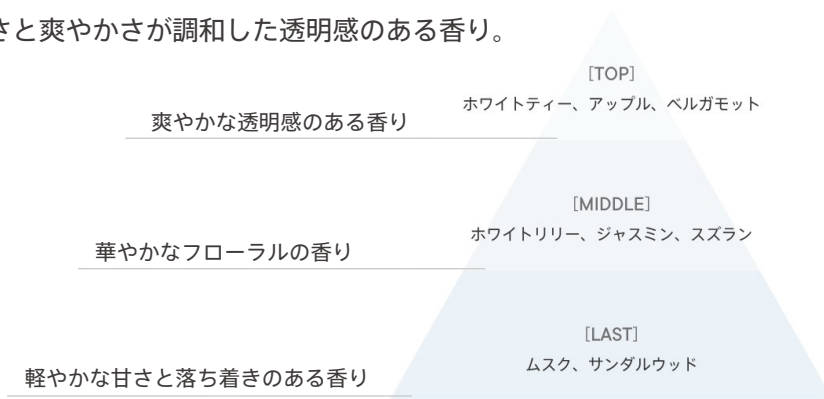 さと爽やかさが調和した透明感のある香り。
[TOP]
ホワイトティー、アップル、ベルガモット
爽やかな透明感のある香り
[MIDDLE]
ホワイトリリー、ジャスミン、スズラン
華やかなフローラルの香り
[LAST]
ムスク、サンダルウッド
軽やかな甘さと落ち着きのある香り